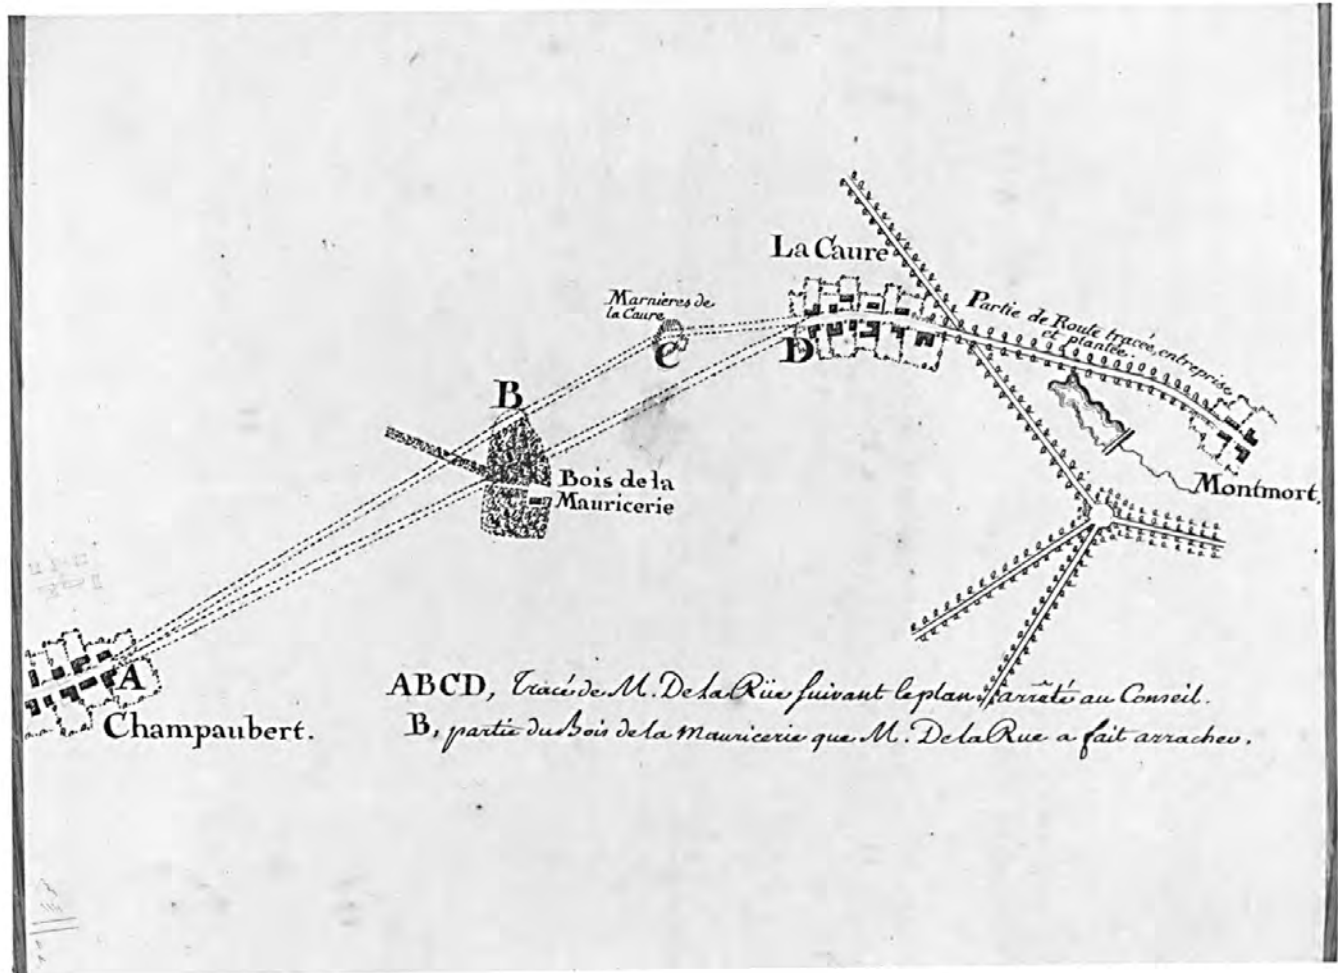 La Caure
Marnieres de
la Caure
Partie de Route tracée, entreprise
et plantée.
C
D
B
Bois de la
Mauricerie
Montmort.
A
Champaubert.
ABCD, Tracé de M. De la Rüe suivant le plan arrêté au Conseil.
B, partie du Bois de la Mauricerie que M. De la Rue a fait arracher.